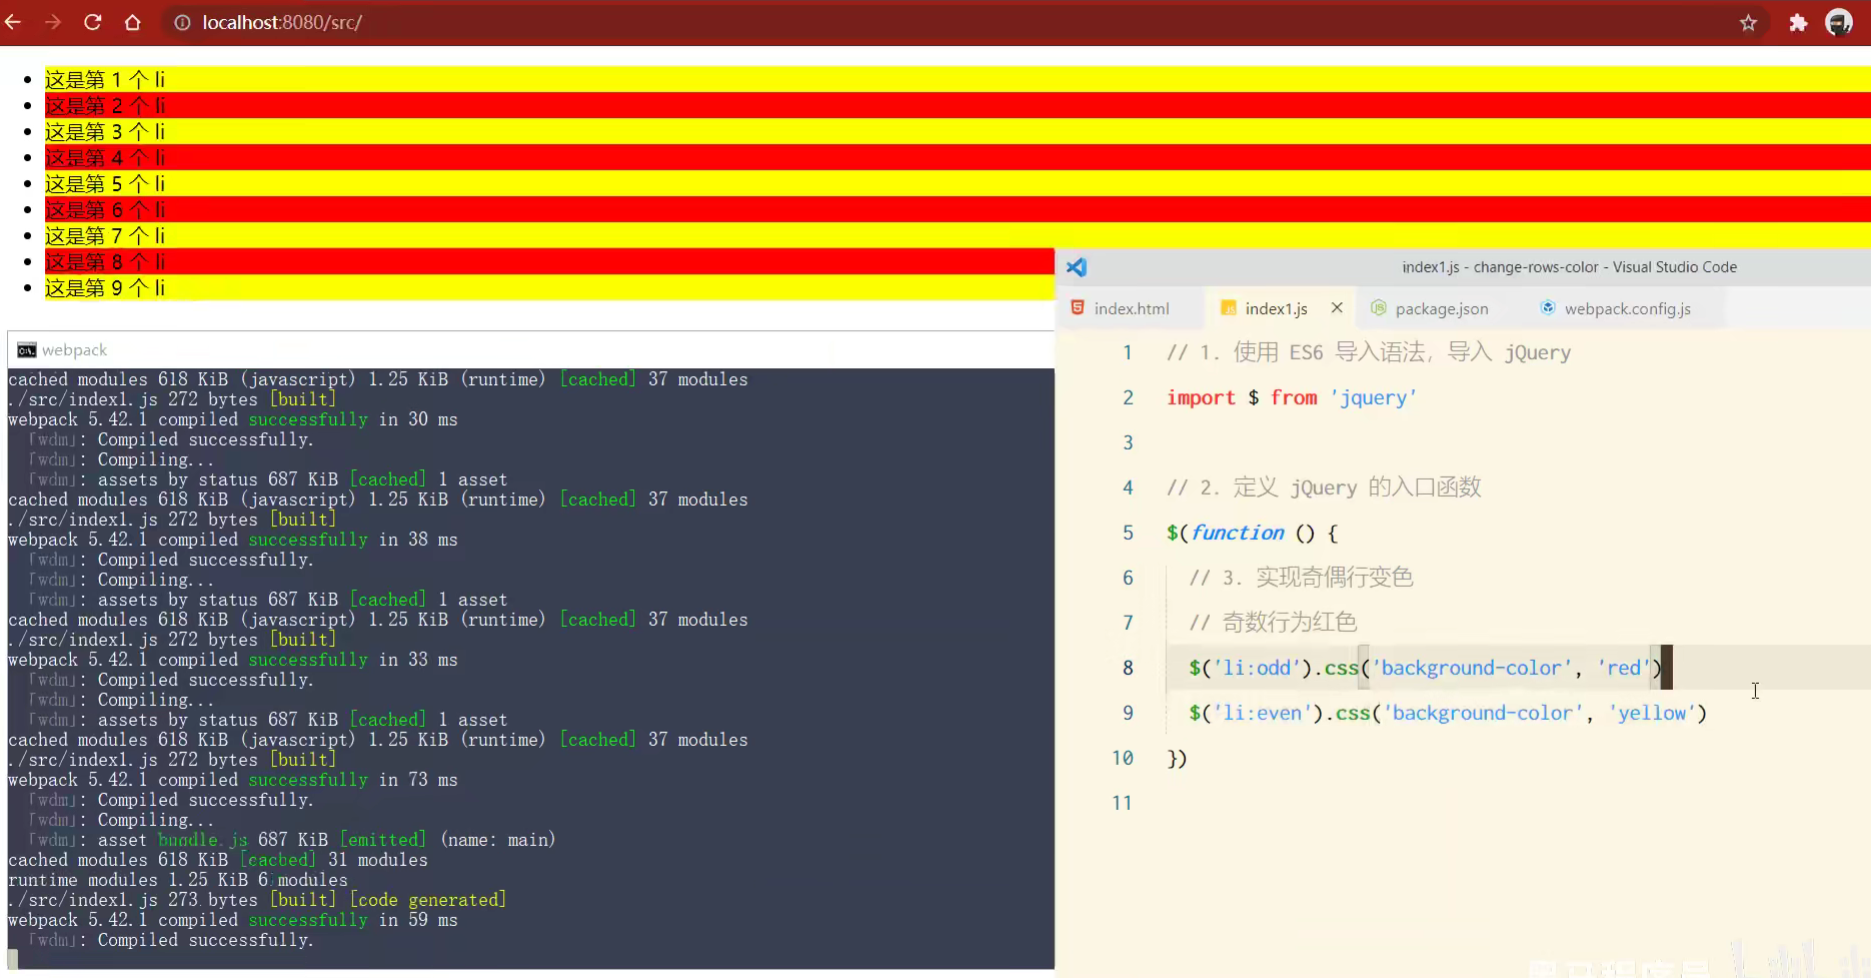 localhost:8080/src/
这是第 1 个 li
这是第 2 个 li
这是第 3 个 li
这是第 4 个 li
这是第 5 个 li
这是第 6 个 li
这是第 7 个 li
这是第 8 个 li
这是第 9 个 li
webpack
cached modules 618 KiB (javascript) 1.25 KiB (runtime) [cached] 37 modules
./src/index1.js 272 bytes [built]
webpack 5.42.1 compiled successfully in 30 ms
｢wdm｣: Compiled successfully.
｢wdm｣: Compiling...
｢wdm｣: assets by status 687 KiB [cached] 1 asset
cached modules 618 KiB (javascript) 1.25 KiB (runtime) [cached] 37 modules
./src/index1.js 272 bytes [built]
webpack 5.42.1 compiled successfully in 38 ms
｢wdm｣: Compiled successfully.
｢wdm｣: Compiling...
｢wdm｣: assets by status 687 KiB [cached] 1 asset
cached modules 618 KiB (javascript) 1.25 KiB (runtime) [cached] 37 modules
./src/index1.js 272 bytes [built]
webpack 5.42.1 compiled successfully in 33 ms
｢wdm｣: Compiled successfully.
｢wdm｣: Compiling...
｢wdm｣: assets by status 687 KiB [cached] 1 asset
cached modules 618 KiB (javascript) 1.25 KiB (runtime) [cached] 37 modules
./src/index1.js 272 bytes [built]
webpack 5.42.1 compiled successfully in 73 ms
｢wdm｣: Compiled successfully.
｢wdm｣: Compiling...
｢wdm｣: asset bundle.js 687 KiB [emitted] (name: main)
cached modules 618 KiB [cached] 31 modules
runtime modules 1.25 KiB 6 modules
./src/index1.js 273 bytes [built] [code generated]
webpack 5.42.1 compiled successfully in 59 ms
｢wdm｣: Compiled successfully.
index1.js - change-rows-color - Visual Studio Code
index.html index1.js package.json webpack.config.js
1 // 1. 使用 ES6 导入语法，导入 jQuery
2 import $ from 'jquery'
3
4 // 2. 定义 jQuery 的入口函数
5 $(function () {
6 // 3. 实现奇偶行变色
7 // 奇数行为红色
8 $('li:odd').css('background-color', 'red')
9 $('li:even').css('background-color', 'yellow')
10 })
11